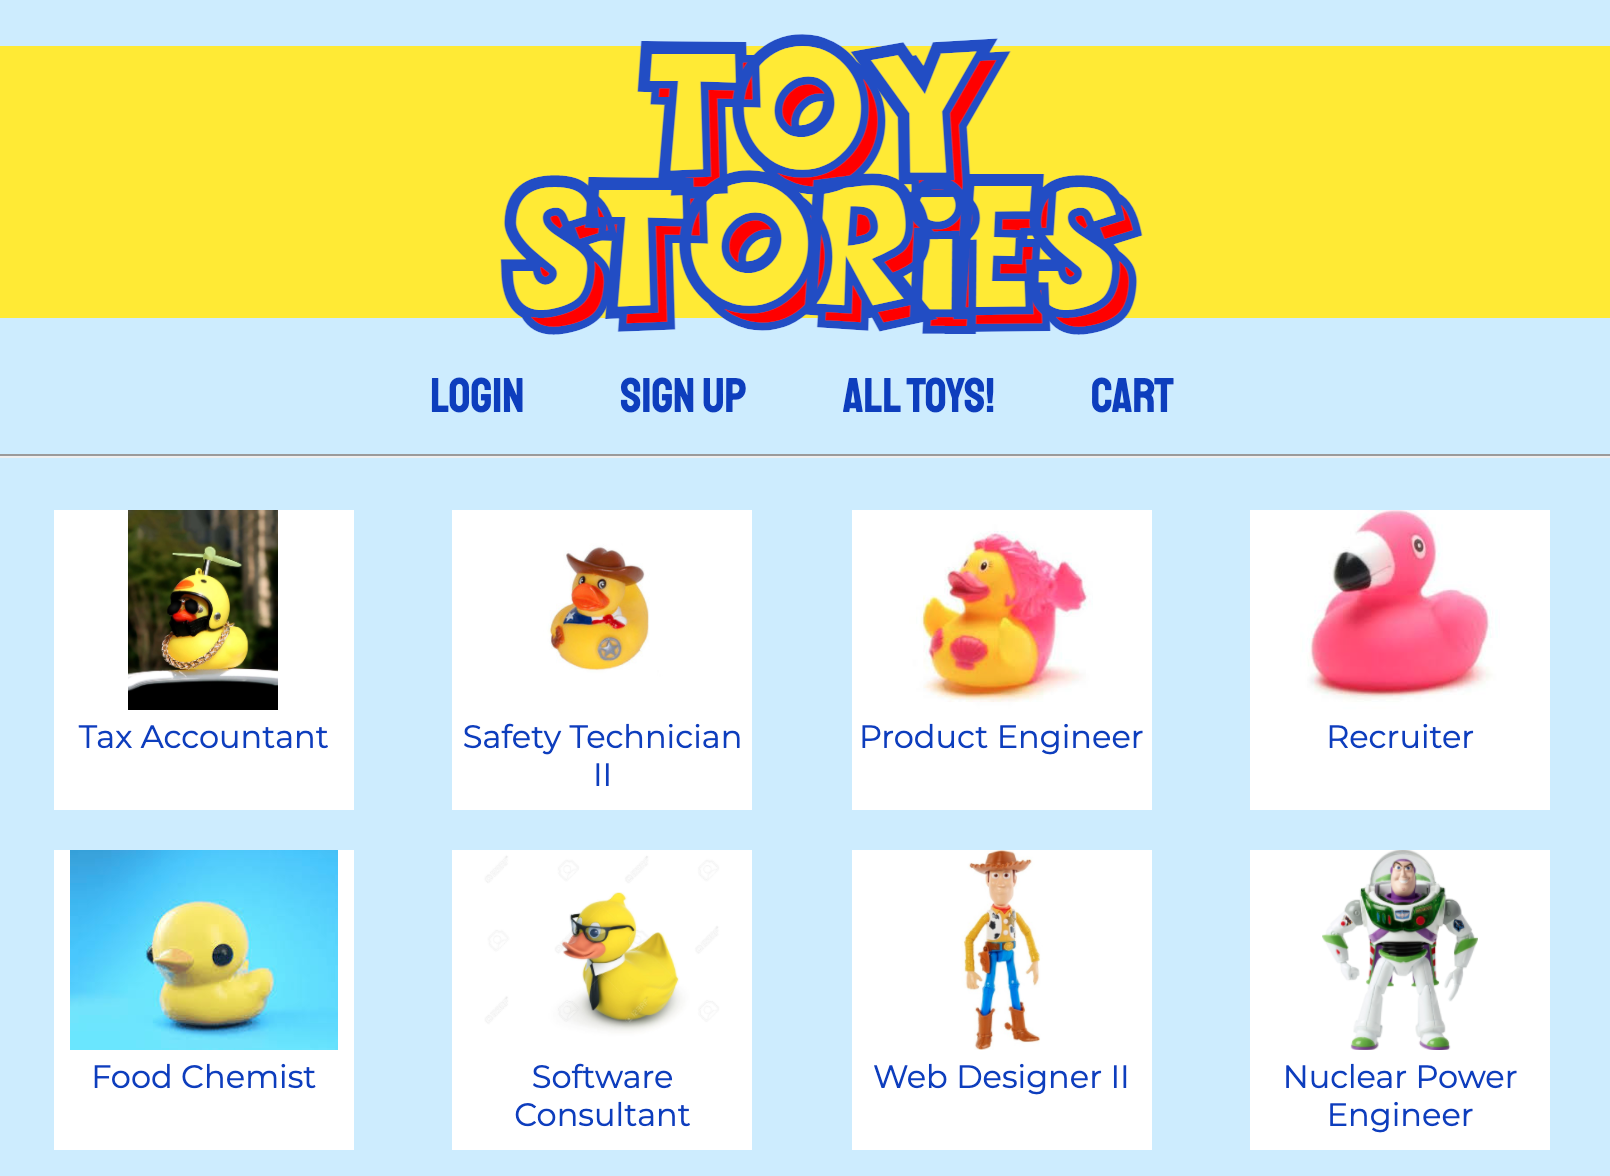 TOY
STORiES
LOGIN SIGN UP ALL TOYS! CART
Tax Accountant
Safety Technician
II
Product Engineer
Recruiter
Food Chemist
Software
Consultant
Web Designer II
Nuclear Power
Engineer